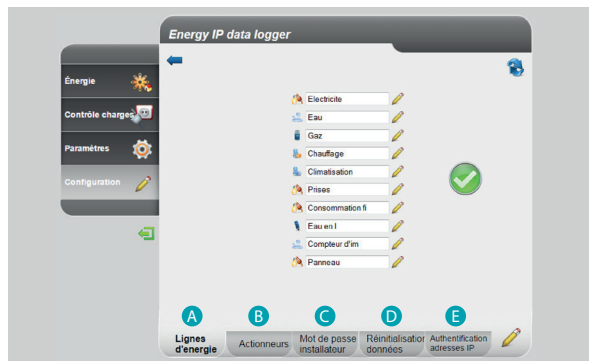 Energy IP data logger
Énergie
Contrôle charges
Paramètres
Configuration
Electricite
Eau
Gaz
Chauffage
Climatisation
Prises
Consommation fi
Eau en l
Compteur d'im
Panneau
A
B
C
D
E
Lignes
d'energie
Actionneurs
Mot de passe
installatour
Réinitialisation
données
Authentification
adresses IP